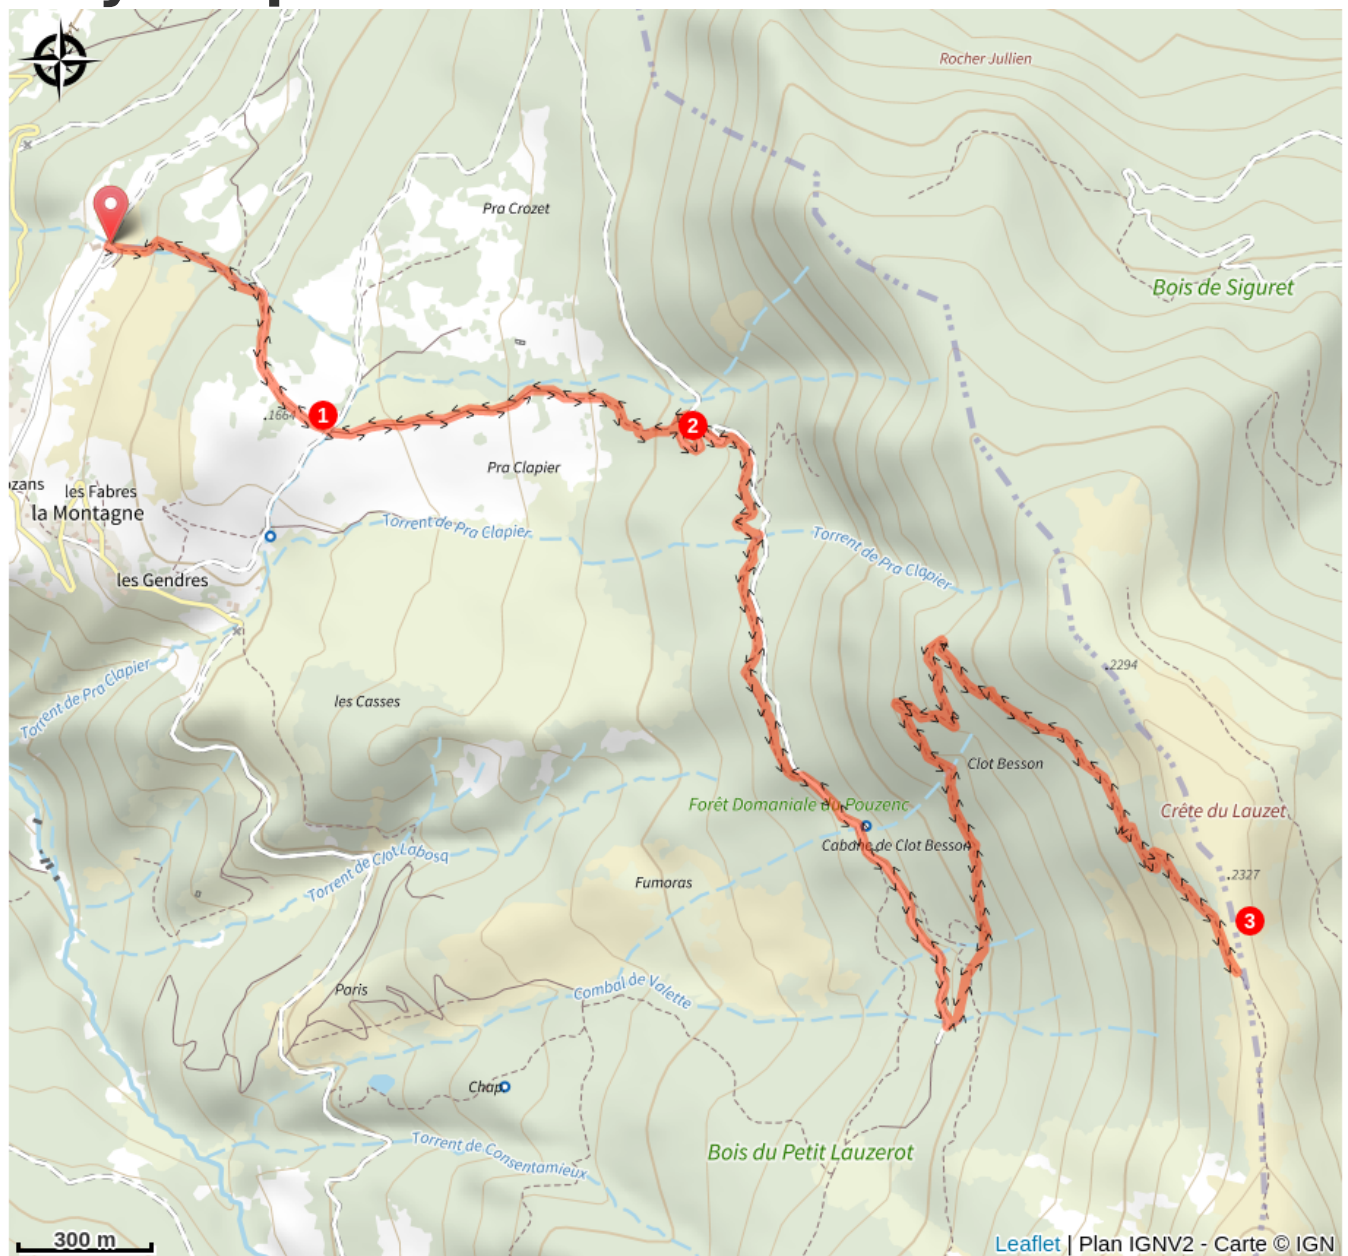 Rocher Jullien
Pra Crozet
Bois de Siguret
.1664
1
2
Pra Clapier
les Fabres
la Montagne
Torrent de Pra Clapier
Torrent de Pra Clapier
les Gendres
Torrent de Pra Clapier
.2294
les Casses
Clot Besson
Forêt Domaniale du Pouzenc
Crête du Lauzet
Cabane de Clot Besson
Torrent de Clot Labosq
Fumoras
.2327
3
Paris
Combal de Valette
Chap
Torrent de Consentamieux
Bois du Petit Lauzerot
300 m
Leaflet | Plan IGNV2 - Carte © IGN